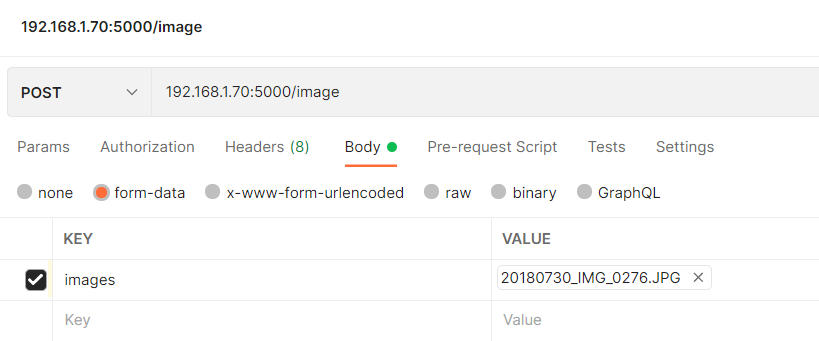 192.168.1.70:5000/image
POST 192.168.1.70:5000/image
Params Authorization Headers (8) Body Pre-request Script Tests Settings
none form-data x-www-form-urlencoded raw binary GraphQL
KEY VALUE
images 20180730_IMG_0276.JPG
Key Value